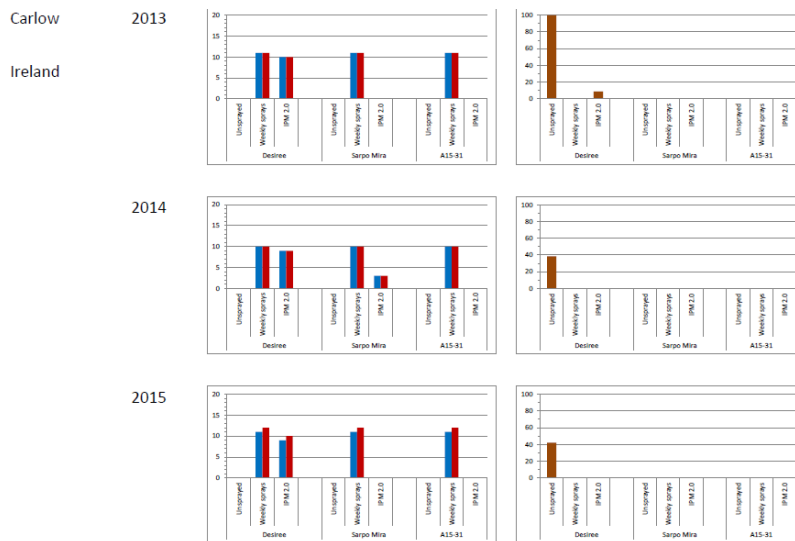 Carlow 2013
Ireland
20
15
10
5
0
Unsprayed
Weekly sprays
IPM 2.0
Unsprayed
Weekly sprays
IPM 2.0
Unsprayed
Weekly sprays
IPM 2.0
Desiree Sarpo Mira A15-31
100
80
60
40
20
0
Unsprayed
Weekly sprays
IPM 2.0
Unsprayed
Weekly sprays
IPM 2.0
Unsprayed
Weekly sprays
IPM 2.0
Desiree Sarpo Mira A15-31
2014
20
15
10
5
0
Unsprayed
Weekly sprays
IPM 2.0
Unsprayed
Weekly sprays
IPM 2.0
Unsprayed
Weekly sprays
IPM 2.0
Desiree Sarpo Mira A15-31
100
80
60
40
20
0
Unsprayed
Weekly sprays
IPM 2.0
Unsprayed
Weekly sprays
IPM 2.0
Unsprayed
Weekly sprays
IPM 2.0
Desiree Sarpo Mira A15-31
2015
20
15
10
5
0
Unsprayed
Weekly sprays
IPM 2.0
Unsprayed
Weekly sprays
IPM 2.0
Unsprayed
Weekly sprays
IPM 2.0
Desiree Sarpo Mira A15-31
100
80
60
40
20
0
Unsprayed
Weekly sprays
IPM 2.0
Unsprayed
Weekly sprays
IPM 2.0
Unsprayed
Weekly sprays
IPM 2.0
Desiree Sarpo Mira A15-31